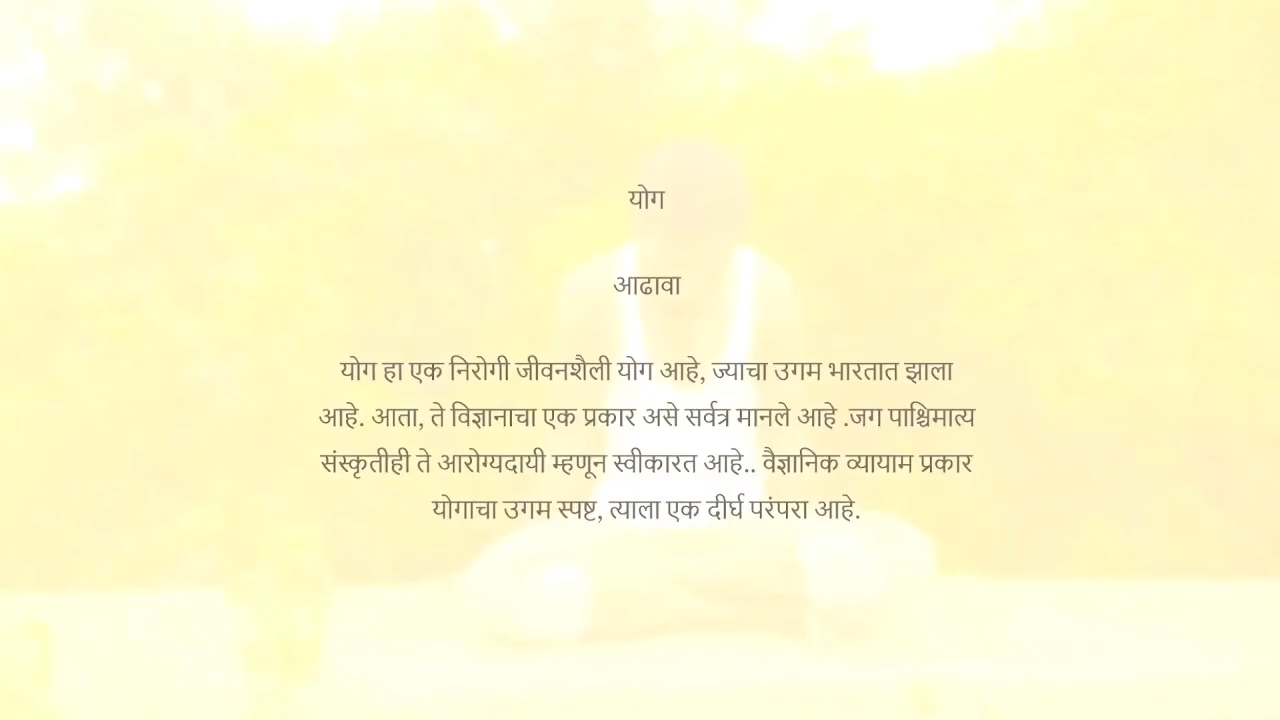 योग
आढावा
योग हा एक निरोगी जीवनशैली योग आहे, ज्याचा उगम भारतात झाला
आहे. आता, ते विज्ञानाचा एक प्रकार असे सर्वत्र मानले आहे .जग पाश्चिमात्य
संस्कृतीही ते आरोग्यदायी म्हणून स्वीकारत आहे.. वैज्ञानिक व्यायाम प्रकार
योगाचा उगम स्पष्ट, त्याला एक दीर्घ परंपरा आहे.